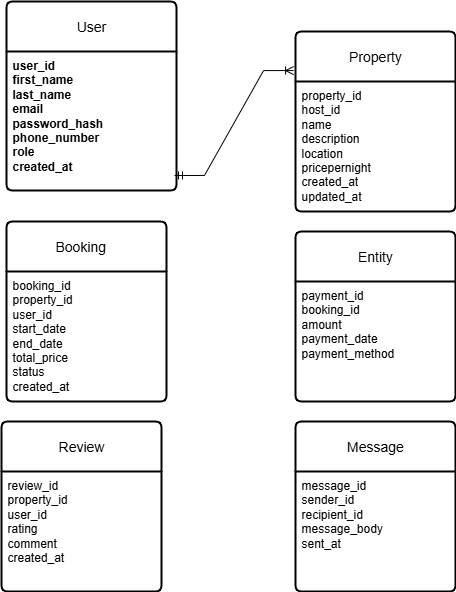 User
user_id
first_name
last_name
email
password_hash
phone_number
role
created_at
Property
property_id
host_id
name
description
location
pricepernight
created_at
updated_at
Booking
booking_id
property_id
user_id
start_date
end_date
total_price
status
created_at
Entity
payment_id
booking_id
amount
payment_date
payment_method
Review
review_id
property_id
user_id
rating
comment
created_at
Message
message_id
sender_id
recipient_id
message_body
sent_at